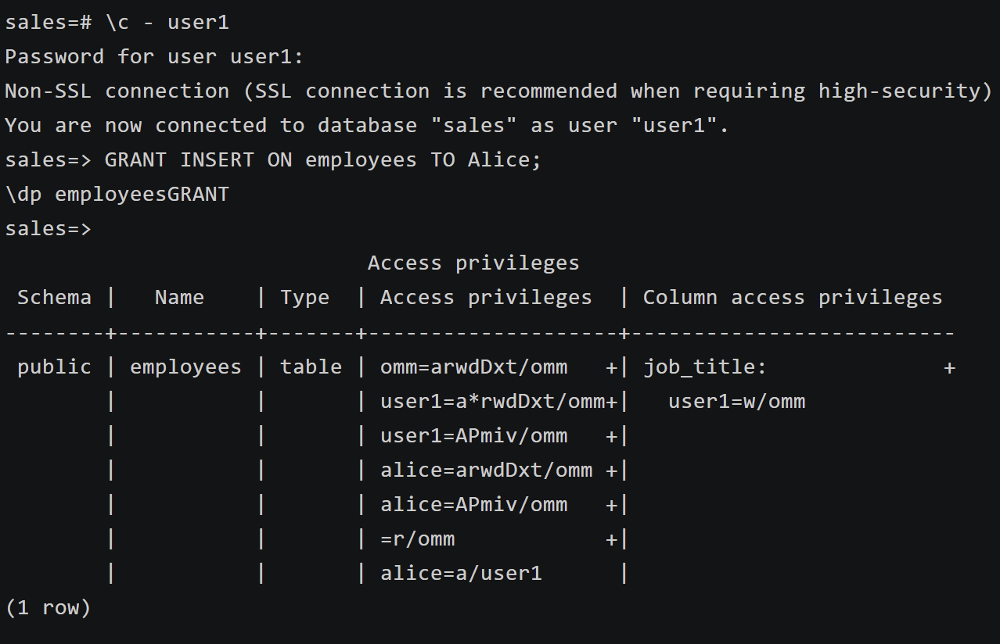 sales=# \c - user1
Password for user user1:
Non-SSL connection (SSL connection is recommended when requiring high-security)
You are now connected to database "sales" as user "user1".
sales=> GRANT INSERT ON employees TO Alice;
\dp employeesGRANT
sales=>
                             Access privileges
 Schema |   Name    | Type  | Access privileges  | Column access privileges
--------+-----------+-------+--------------------+--------------------------
 public | employees | table | omm=arwdDxt/omm   +| job_title:              +
        |           |       | user1=a*rwdDxt/omm+|   user1=w/omm
        |           |       | user1=APmiv/omm   +|
        |           |       | alice=arwdDxt/omm +|
        |           |       | alice=APmiv/omm   +|
        |           |       | =r/omm            +|
        |           |       | alice=a/user1      |
(1 row)